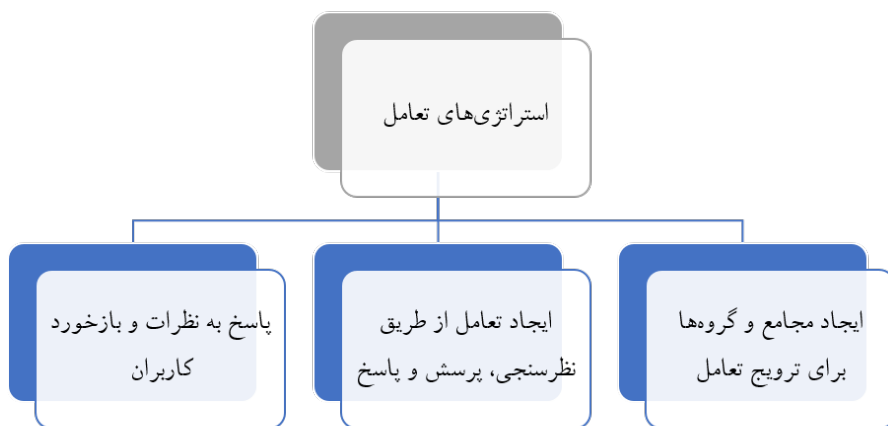 استراتژی‌های تعامل
ایجاد مجامع و گروه‌ها
برای ترویج تعامل
ایجاد تعامل از طریق
نظرسنجی، پرسش و پاسخ
پاسخ به نظرات و بازخورد
کاربران